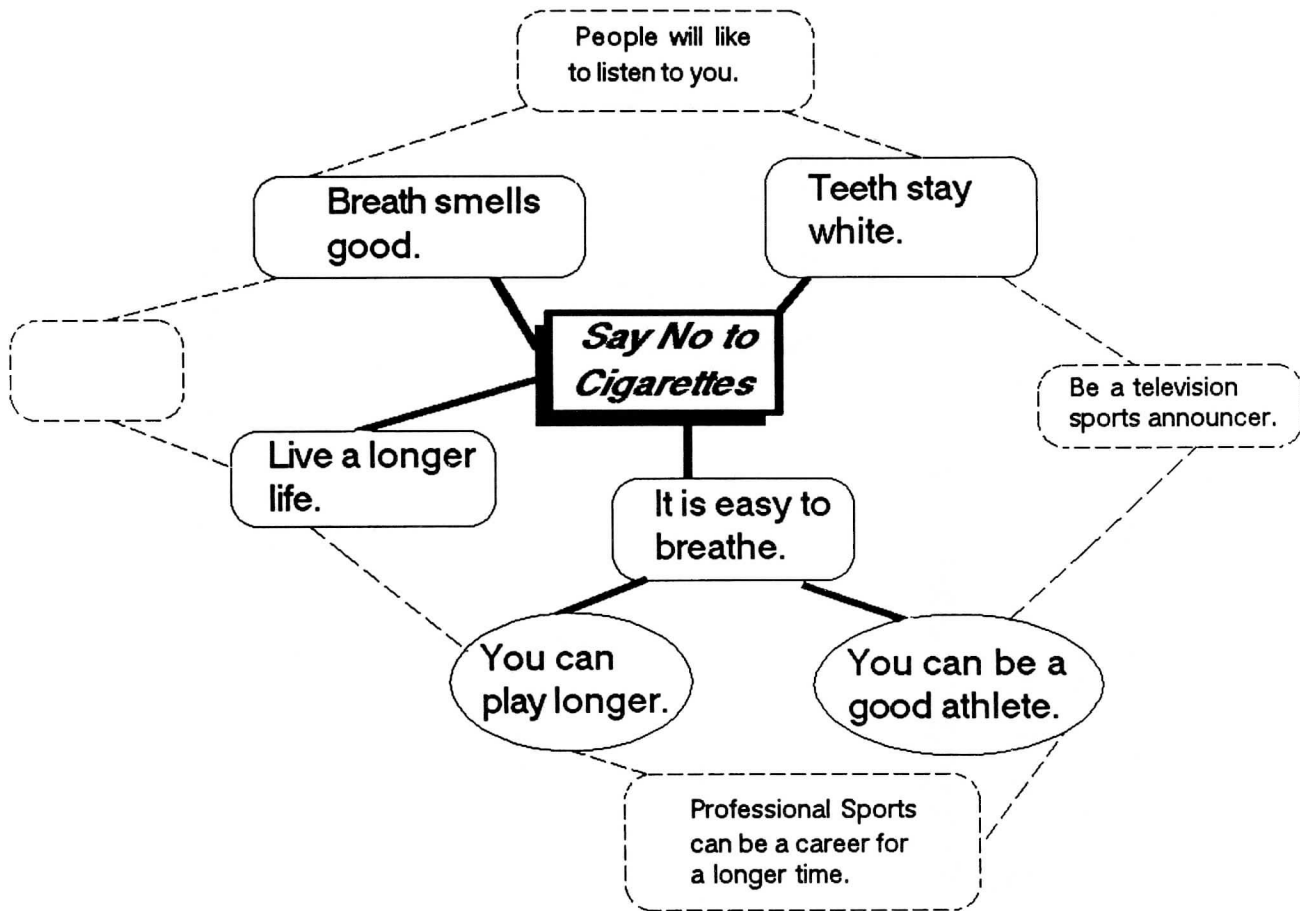 People will like
to listen to you.
Breath smells
good.
Teeth stay
white.
Say No to
Cigarettes
Be a television
sports announcer.
Live a longer
life.
It is easy to
breathe.
You can
play longer.
You can be a
good athlete.
Professional Sports
can be a career for
a longer time.